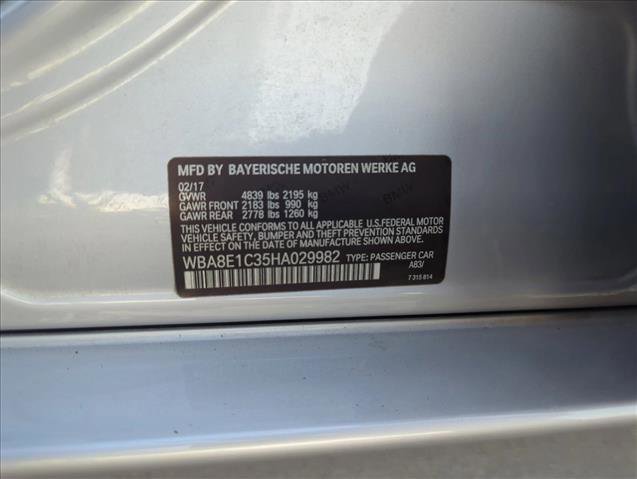 MFD BY BAYERISCHE MOTOREN WERKE AG
02/17
GVWR 4839 lbs 2195 kg
GAWR FRONT 2183 lbs 990 kg
GAWR REAR 2778 lbs 1260 kg
THIS VEHICLE CONFORMS TO ALL APPLICABLE U.S.FEDERAL MOTOR
VEHICLE SAFETY, BUMPER AND THEFT PREVENTION STANDARDS
IN EFFECT ON THE DATE OF MANUFACTURE SHOWN ABOVE.
WBA8E1C35HA029982 TYPE: PASSENGER CAR
A83/
7 315 814